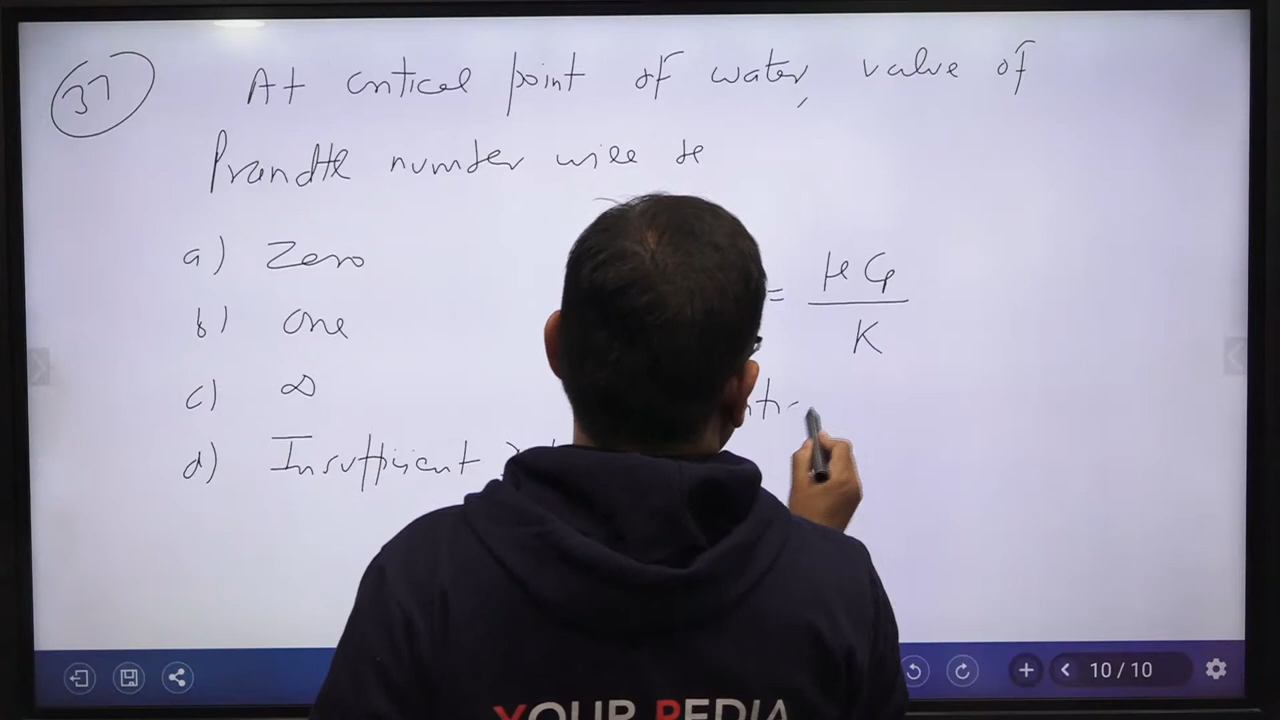 37
At critical point of water, value of
Prandtl number will be
a) Zero
b) one
c) ∞
d) Insufficient
= μCp
K
10 / 10
YOUR PEDIA